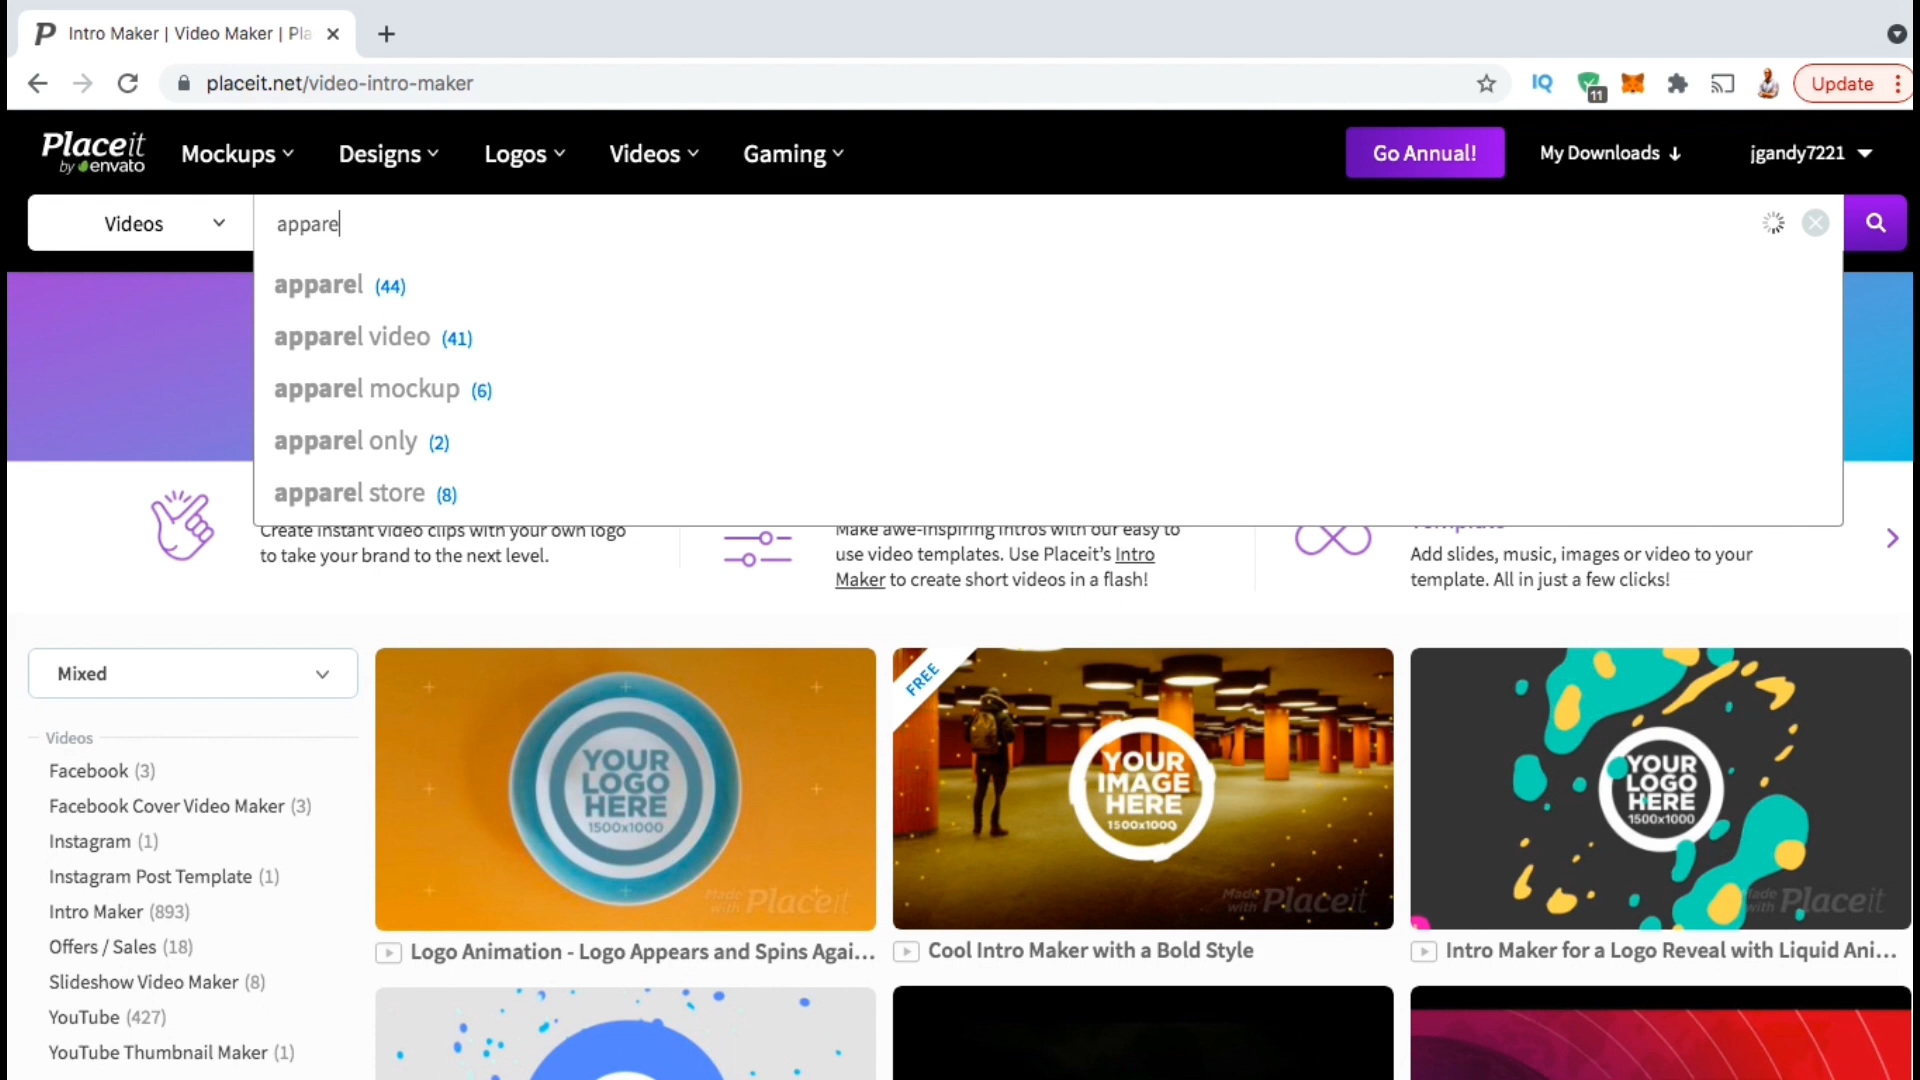 Intro Maker | Video Maker | Pla
placeit.net/video-intro-maker
IQ
11
Update
Placeit
by envato
Mockups
Designs
Logos
Videos
Gaming
Go Annual!
My Downloads
jgandy7221
Videos
appare
apparel (44)
apparel video (41)
apparel mockup (6)
apparel only (2)
apparel store (8)
Create instant video clips with your own logo
to take your brand to the next level.
Make awe-inspiring intros with our easy to
use video templates. Use Placeit's Intro
Maker to create short videos in a flash!
Template
Add slides, music, images or video to your
template. All in just a few clicks!
Mixed
Videos
Facebook (3)
Facebook Cover Video Maker (3)
Instagram (1)
Instagram Post Template (1)
Intro Maker (893)
Offers / Sales (18)
Slideshow Video Maker (8)
YouTube (427)
YouTube Thumbnail Maker (1)
YOUR
LOGO
HERE
1500x1000
Made with Placeit
Logo Animation - Logo Appears and Spins Agai...
FREE
YOUR
IMAGE
HERE
1500x1000
Made with Placeit
Cool Intro Maker with a Bold Style
YOUR
LOGO
HERE
1500x1000
Made with Placeit
Intro Maker for a Logo Reveal with Liquid Ani...